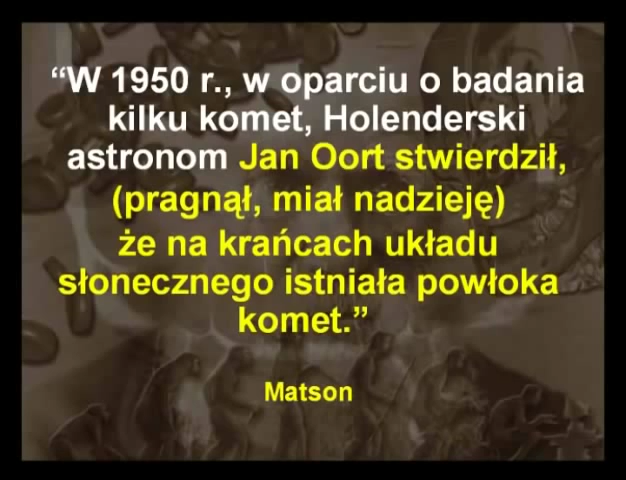 “W 1950 r., w oparciu o badania
kilku komet, Holenderski
astronom Jan Oort stwierdził,
(pragnął, miał nadzieję)
że na krańcach układu
słonecznego istniała powłoka
komet.”
Matson